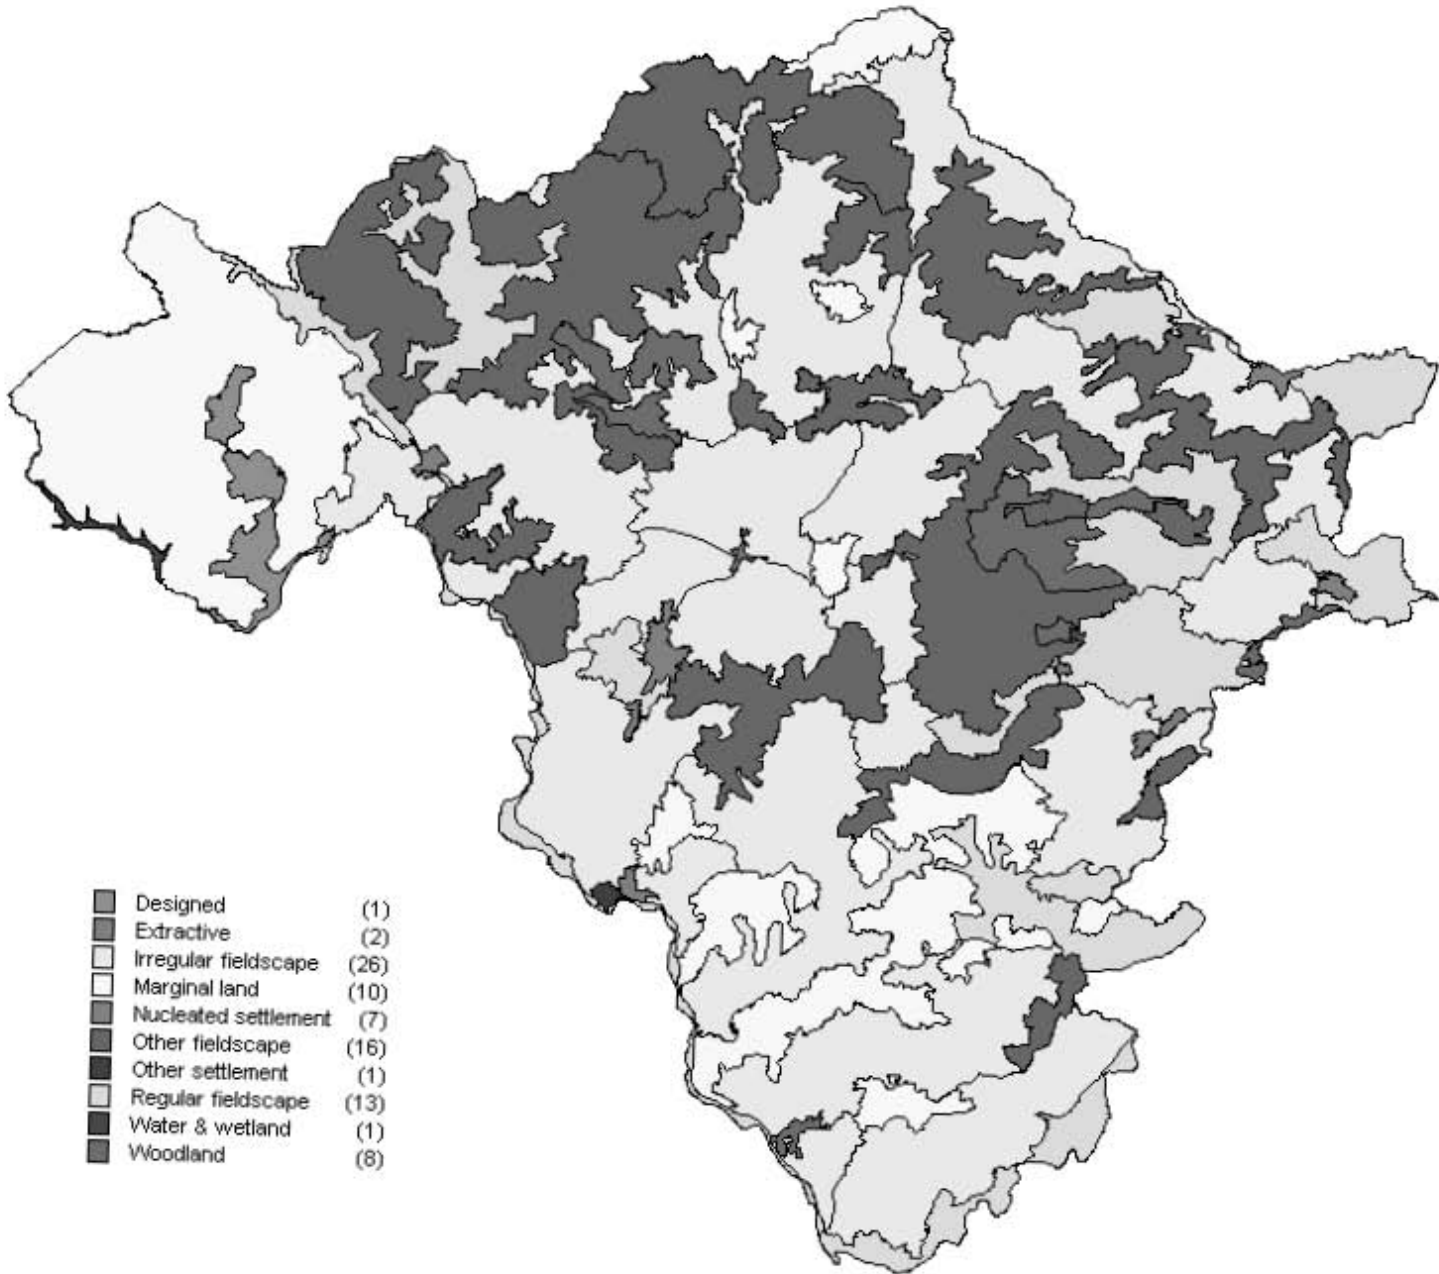 Designed (1)
Extractive (2)
Irregular fieldscape (26)
Marginal land (10)
Nucleated settlement (7)
Other fieldscape (16)
Other settlement (1)
Regular fieldscape (13)
Water & wetland (1)
Woodland (8)